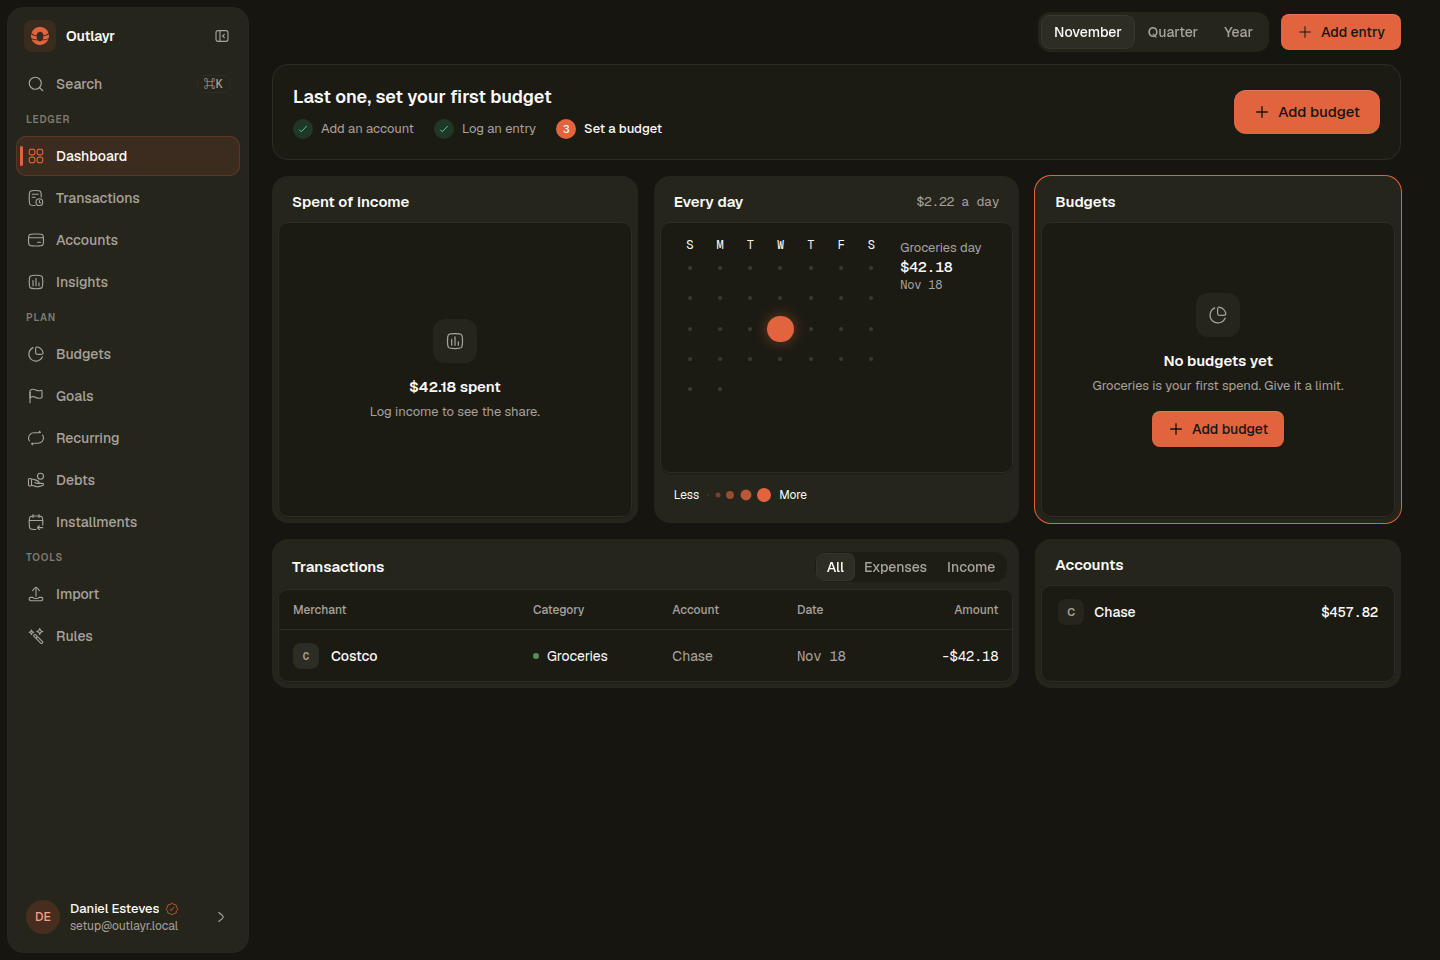 Outlayr
Search ⌘K
LEDGER
Dashboard
Transactions
Accounts
Insights
PLAN
Budgets
Goals
Recurring
Debts
Installments
TOOLS
Import
Rules
DE
Daniel Esteves
setup@outlayr.local
November Quarter Year
Add entry
Last one, set your first budget
Add an account Log an entry 3 Set a budget
Add budget
Spent of income
$42.18 spent
Log income to see the share.
Every day $2.22 a day
S M T W T F S
Groceries day
$42.18
Nov 18
Less More
Budgets
No budgets yet
Groceries is your first spend. Give it a limit.
Add budget
Transactions All Expenses Income
Merchant Category Account Date Amount
C Costco Groceries Chase Nov 18 -$42.18
Accounts
C Chase $457.82